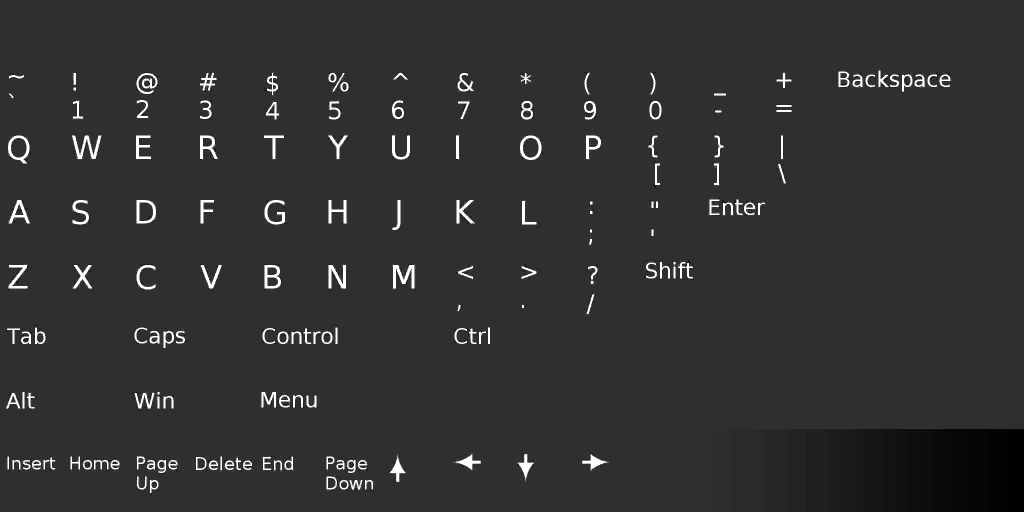 ~ ! @ # $ % ^ & * ( ) _ + Backspace
` 1 2 3 4 5 6 7 8 9 0 - =
Q W E R T Y U I O P { } |
[ ] \
A S D F G H J K L : " Enter
; '
Z X C V B N M < > ? Shift
, . /
Tab Caps Control Ctrl
Alt Win Menu
Insert Home Page Delete End Page ↑ ← ↓ →
Up Down